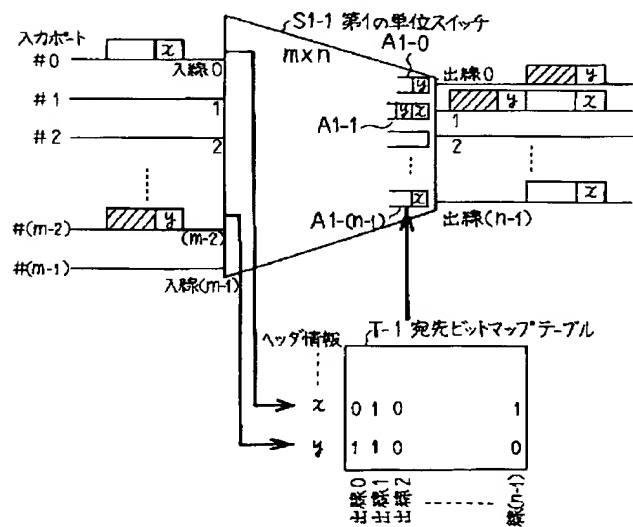 S1-1 第1の単位スイッチ
m×n
入力ポート
#0
x
入線0
A1-0
y
出線0
y
#1
1
A1-1
y x
y
x
1
#2
2
2
#(m-2)
y
(m-2)
x
A1-(n-1)
x
出線(n-1)
#(m-1)
入線(m-1)
T-1 宛先ビットマップテーブル
ヘッダ情報
x 0 1 0 1
y 1 1 0 0
出線0
出線1
出線2
線(n-1)